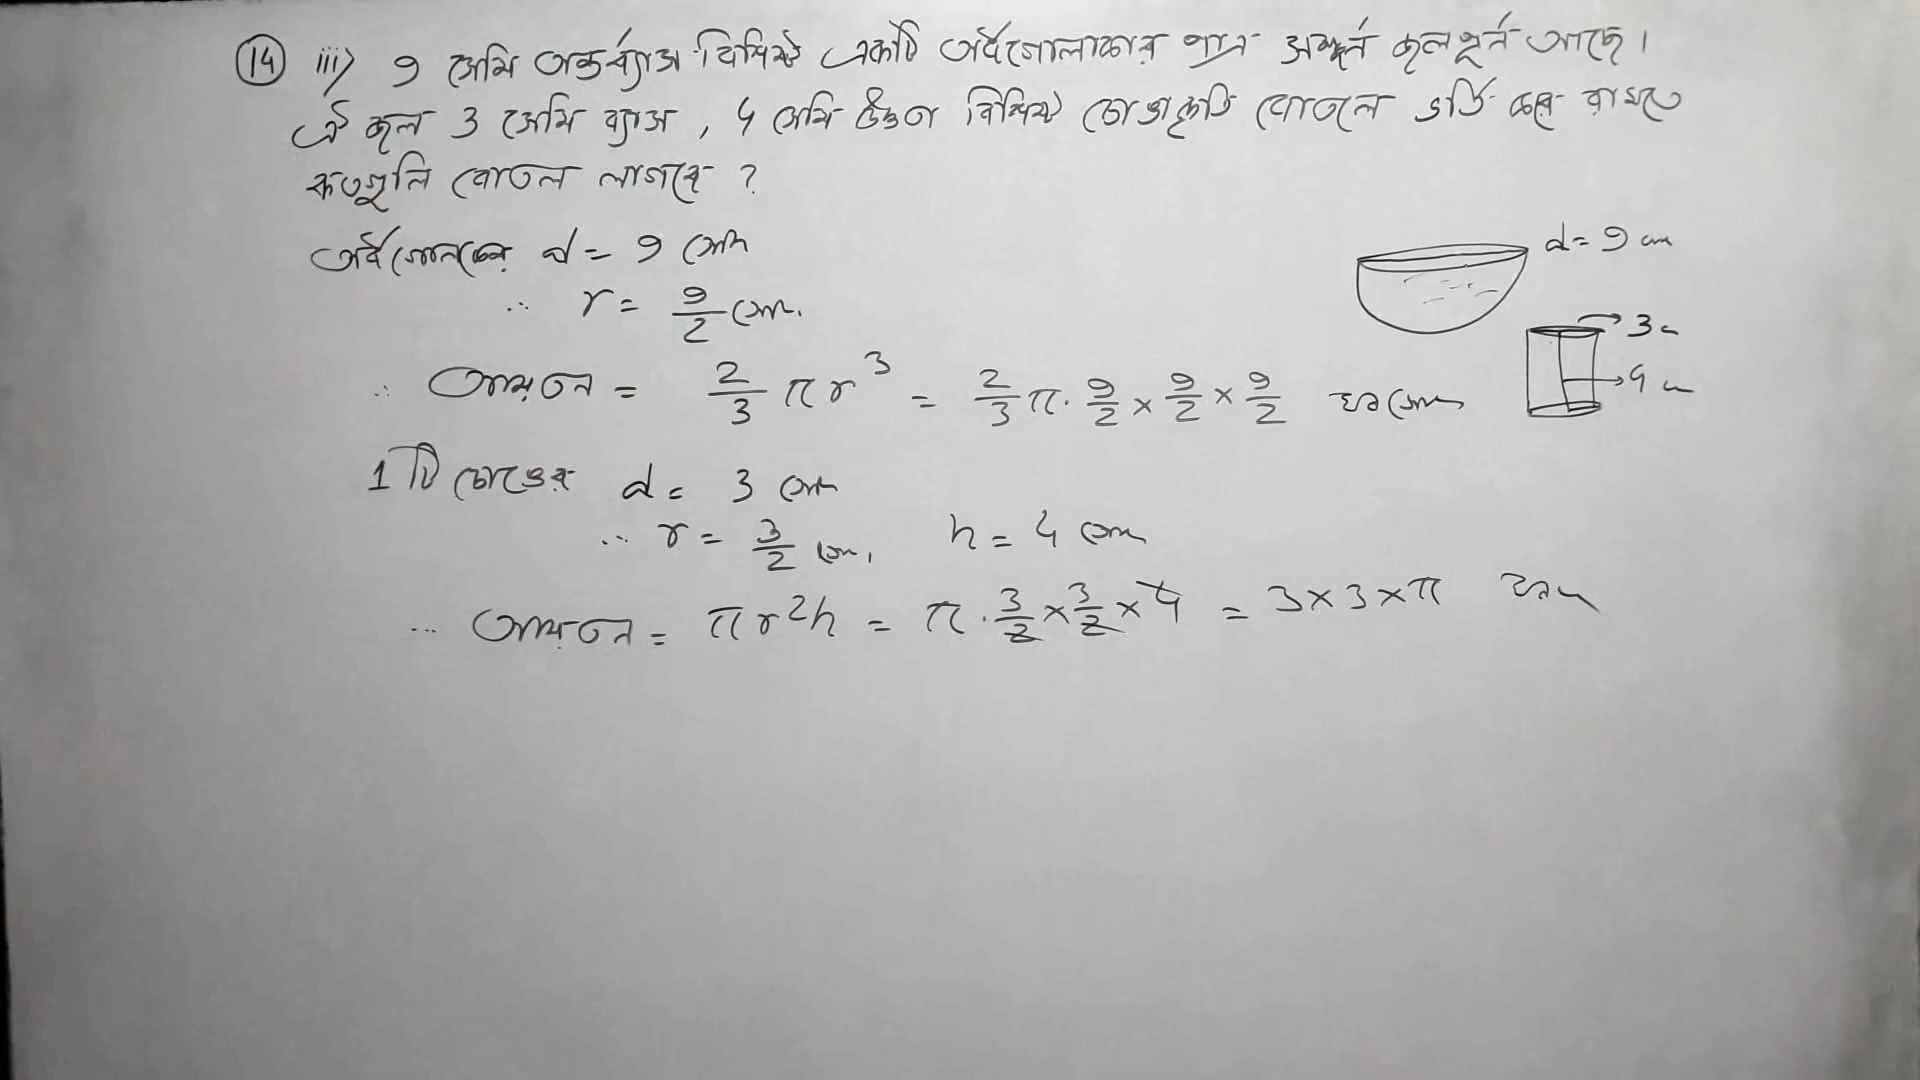 14 iii) 9 সেমি অন্তর্ব্যাস বিশিষ্ট একটি অর্ধগোলাকার পাত্র সম্পূর্ন জলপূর্ন আছে।
ঐ জল 3 সেমি ব্যাস, 4 সেমি উচ্চতা বিশিষ্ট চোঙাকৃতি বোতলে ভর্তি করে রাখতে
কতগুলি বোতল লাগবে ?
অর্ধগোলকের d = 9 সেমি
d = 9 cm
∴ r = 9/2 সেমি.
3 c
∴ আয়তন = 2/3 πr³ = 2/3 π. 9/2 × 9/2 × 9/2 ঘন সেমি
4 c
1 টি চোঙের d = 3 সেমি
∴ r = 3/2 সেমি, h = 4 সেমি
∴ আয়তন = πr²h = π. 3/2 × 3/2 × 4 = 3×3×π